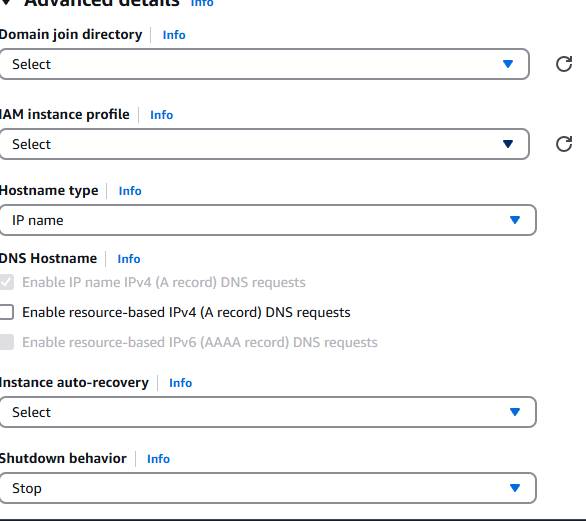 Advanced details Info
Domain join directory Info
Select
IAM instance profile Info
Select
Hostname type Info
IP name
DNS Hostname Info
Enable IP name IPv4 (A record) DNS requests
Enable resource-based IPv4 (A record) DNS requests
Enable resource-based IPv6 (AAAA record) DNS requests
Instance auto-recovery Info
Select
Shutdown behavior Info
Stop